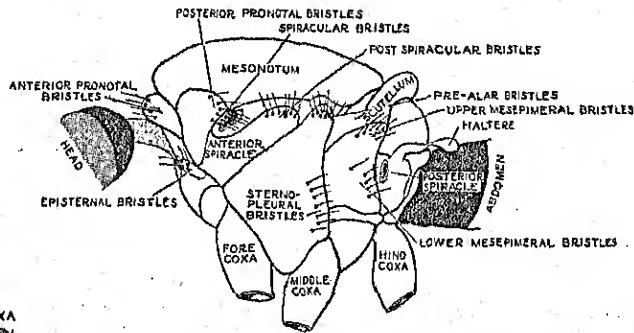 POSTERIOR PRONOTAL BRISTLES
SPIRACULAR BRISTLES
POST SPIRACULAR BRISTLES
MESONOTUM
ANTERIOR PRONOTAL
BRISTLES
SCUTELLUM
PRE-ALAR BRISTLES
UPPER MESEPIMERAL BRISTLES
HALTERE
ANTERIOR
SPIRACLE
HEAD
POSTERIOR
SPIRACLE
ABDOMEN
EPISTERNAL BRISTLES
STERNO-
PLEURAL
BRISTLES
LOWER MESEPIMERAL BRISTLES
FORE
COXA
HIND
COXA
MIDDLE-
COXA
XA